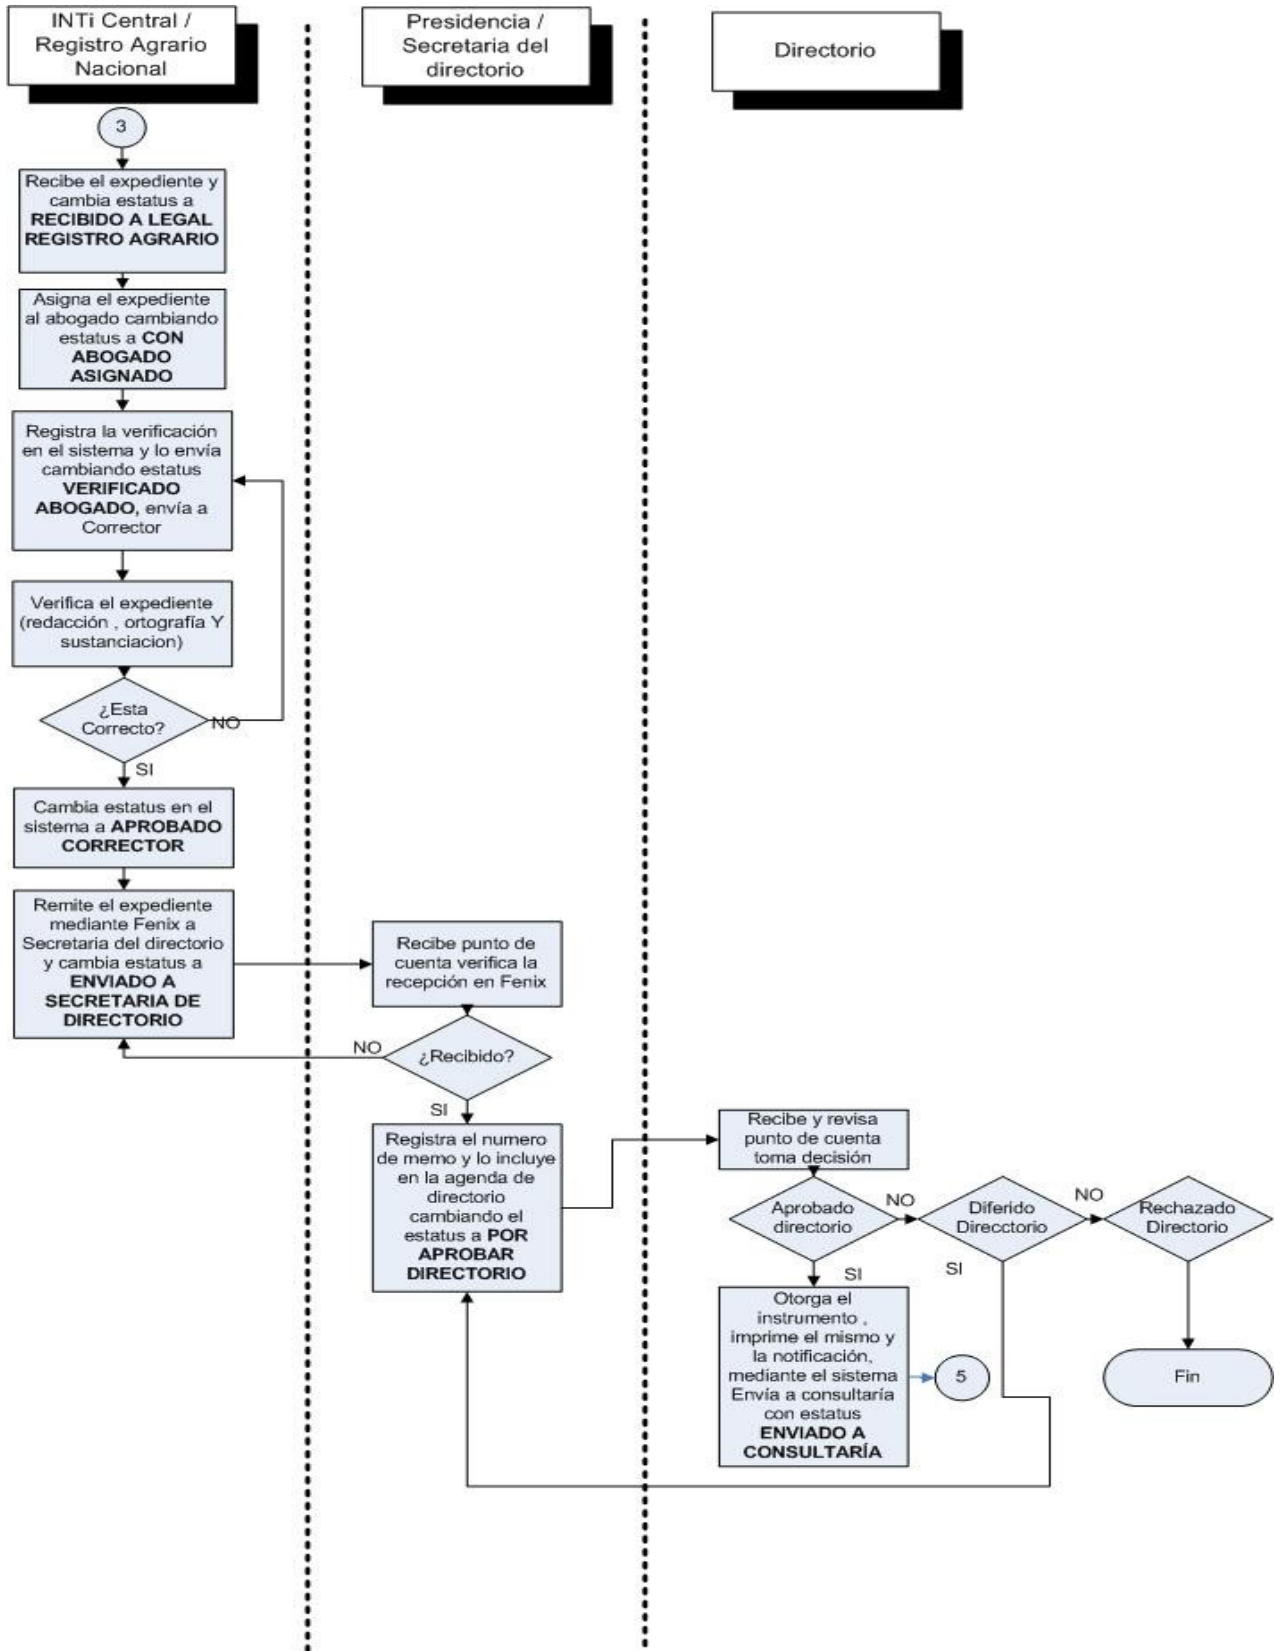 INTi Central /
Registro Agrario
Nacional
Presidencia /
Secretaria del
directorio
Directorio
3
Recibe el expediente y
cambia estatus a
RECIBIDO A LEGAL
REGISTRO AGRARIO
Asigna el expediente
al abogado cambiando
estatus a CON
ABOGADO
ASIGNADO
Registra la verificación
en el sistema y lo envía
cambiando estatus
VERIFICADO
ABOGADO, envía a
Corrector
Verifica el expediente
(redacción , ortografía Y
sustanciacion)
¿Esta
Correcto?
NO
SI
Cambia estatus en el
sistema a APROBADO
CORRECTOR
Remite el expediente
mediante Fenix a
Secretaria del directorio
y cambia estatus a
ENVIADO A
SECRETARIA DE
DIRECTORIO
Recibe punto de
cuenta verifica la
recepción en Fenix
¿Recibido?
NO
SI
Registra el numero
de memo y lo incluye
en la agenda de
directorio
cambiando el
estatus a POR
APROBAR
DIRECTORIO
Recibe y revisa
punto de cuenta
toma decisión
Aprobado
directorio
NO
Diferido
Direcctorio
NO
Rechazado
Directorio
SI
SI
Otorga el
instrumento ,
imprime el mismo y
la notificación,
mediante el sistema
Envía a consultaría
con estatus
ENVIADO A
CONSULTARÍA
5
Fin